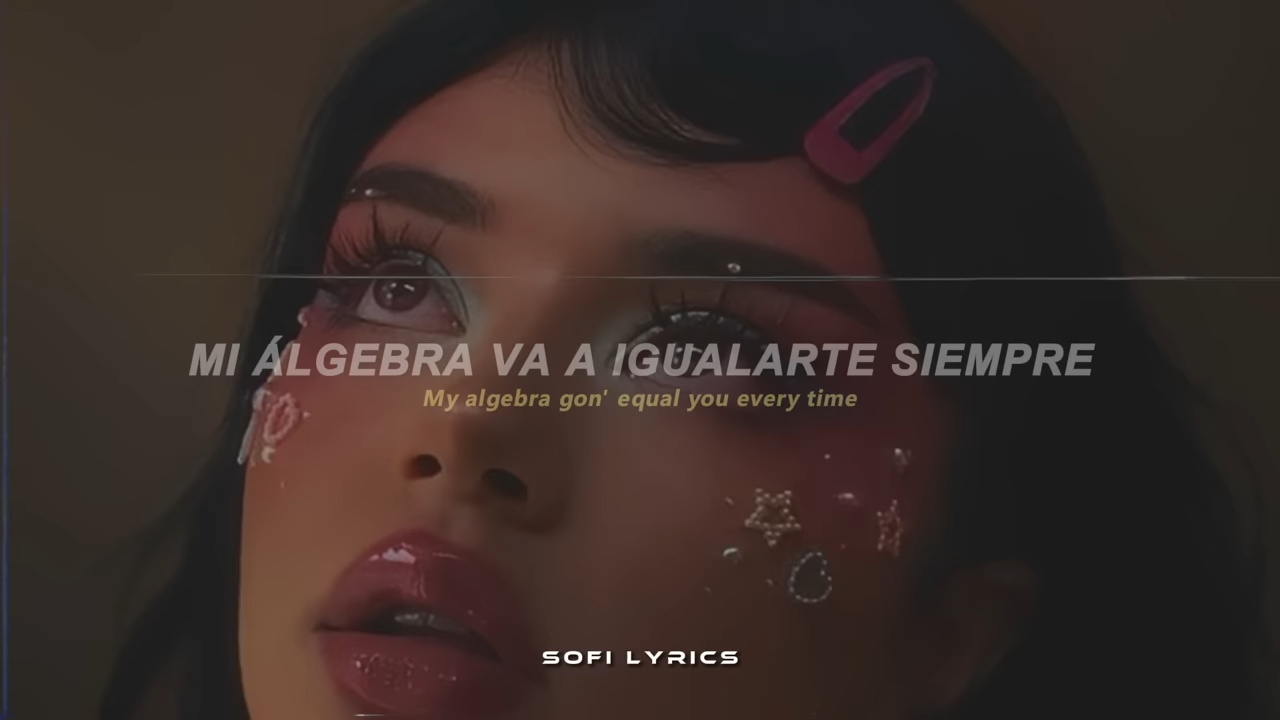 MI ÁLGEBRA VA A IGUALARTE SIEMPRE
My algebra gon' equal you every time
SOFI LYRICS